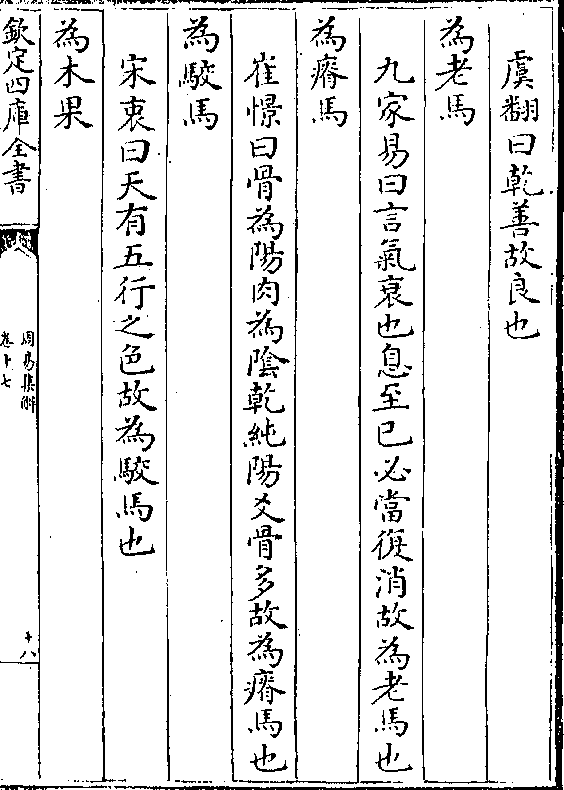 虞翻曰乾善故良也
為老馬
九家易曰言氣衰也息至已必當復消故為老馬也
為瘠馬
崔憬曰骨為陽肉為陰乾純陽爻骨多故為瘠馬也
為駮馬
宋衷曰天有五行之色故為駮馬也
為木果
欽定四庫全書
周易集解
卷十七
十八